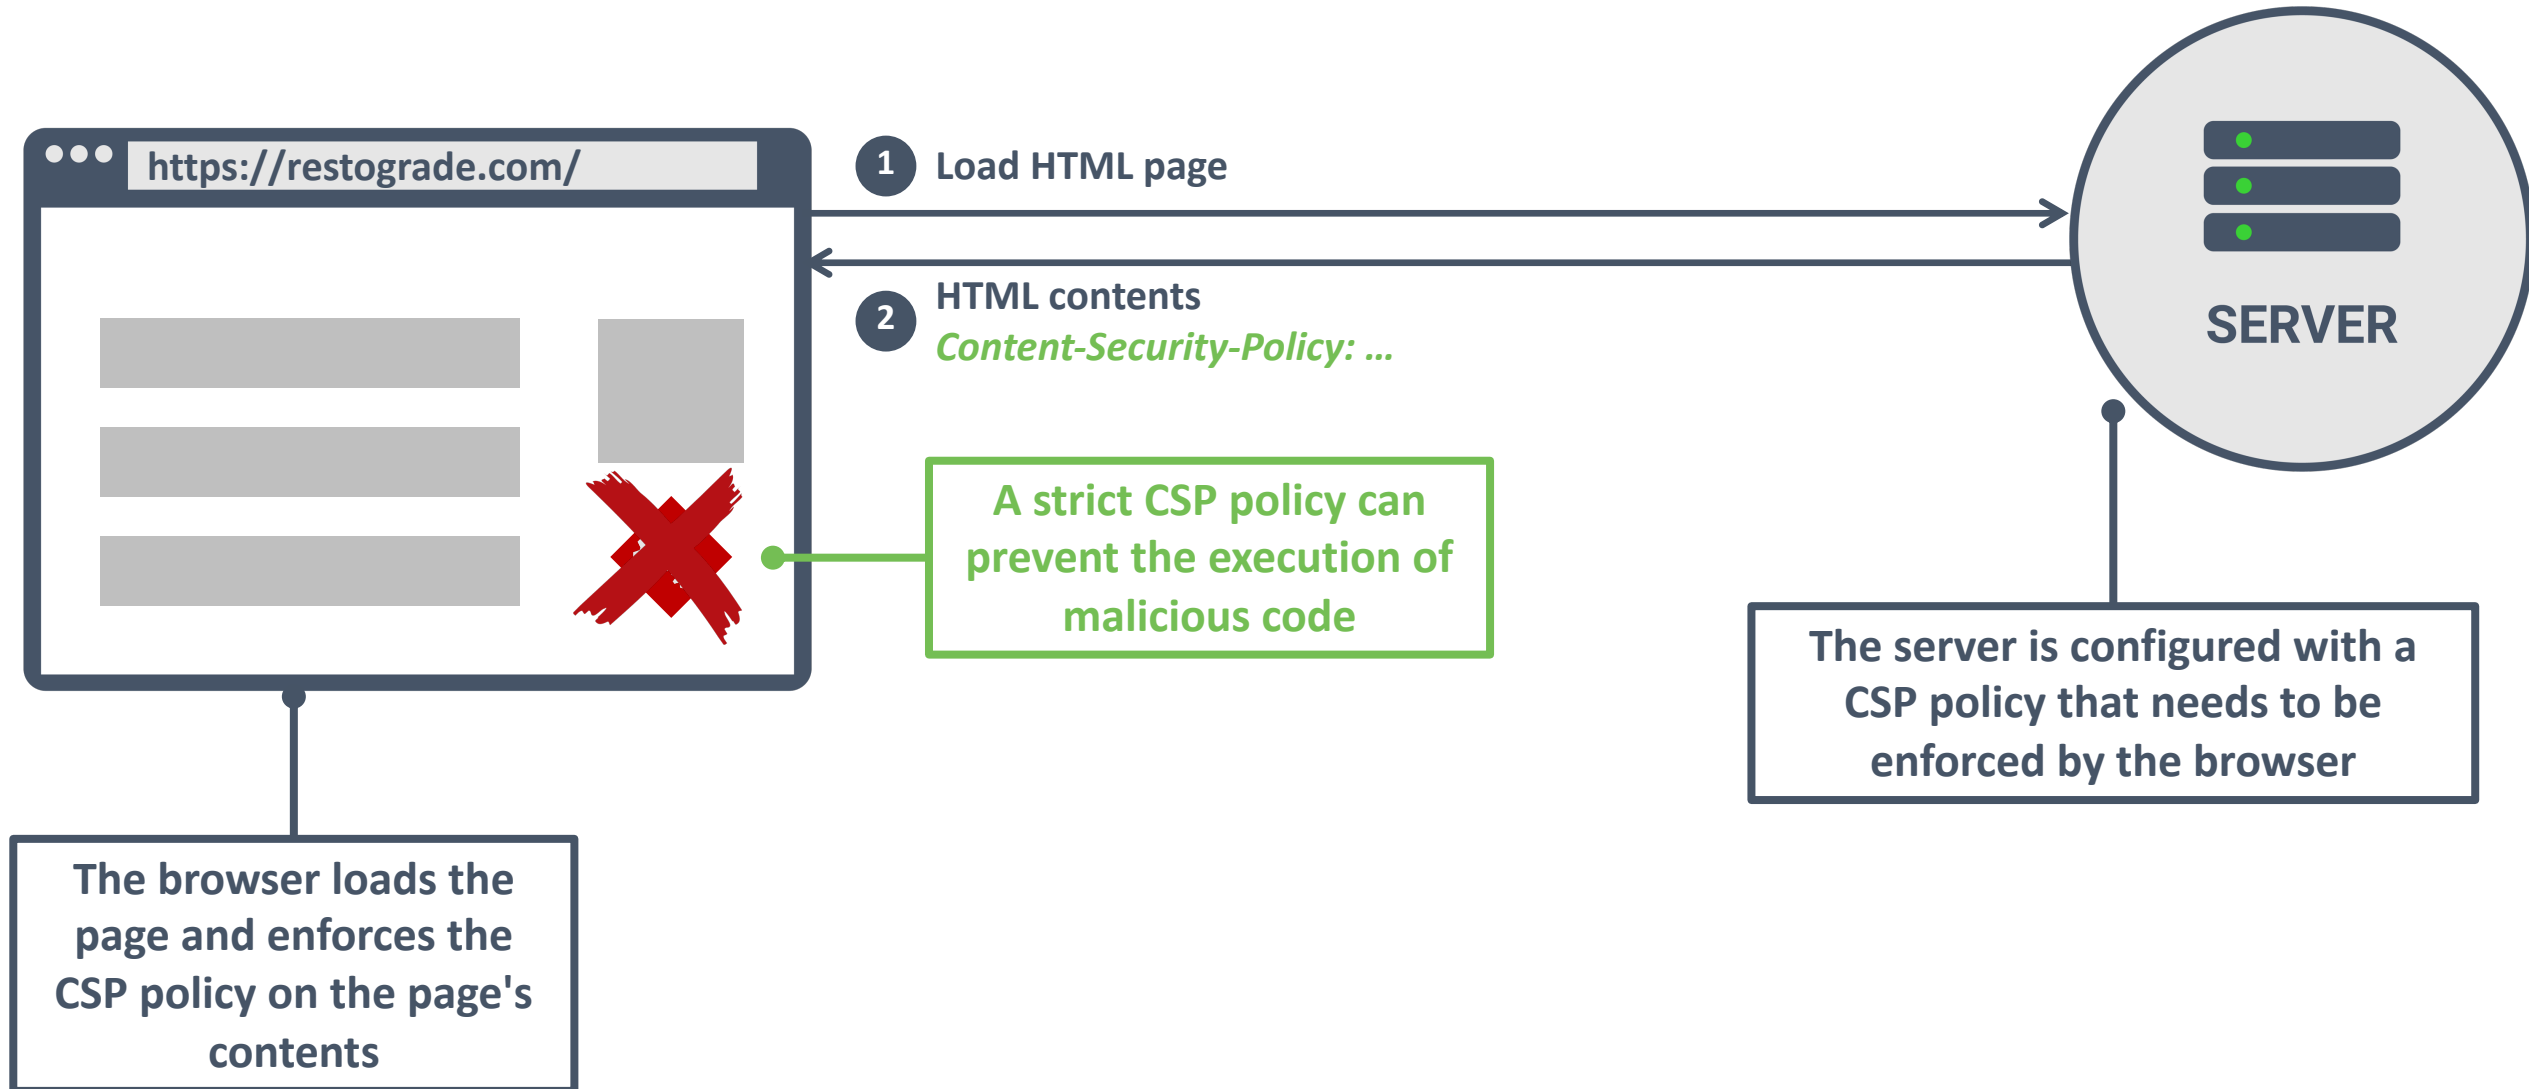 https://restograde.com/
1 Load HTML page
2 HTML contents
Content-Security-Policy: …
SERVER
A strict CSP policy can
prevent the execution of
malicious code
The server is configured with a
CSP policy that needs to be
enforced by the browser
The browser loads the
page and enforces the
CSP policy on the page's
contents